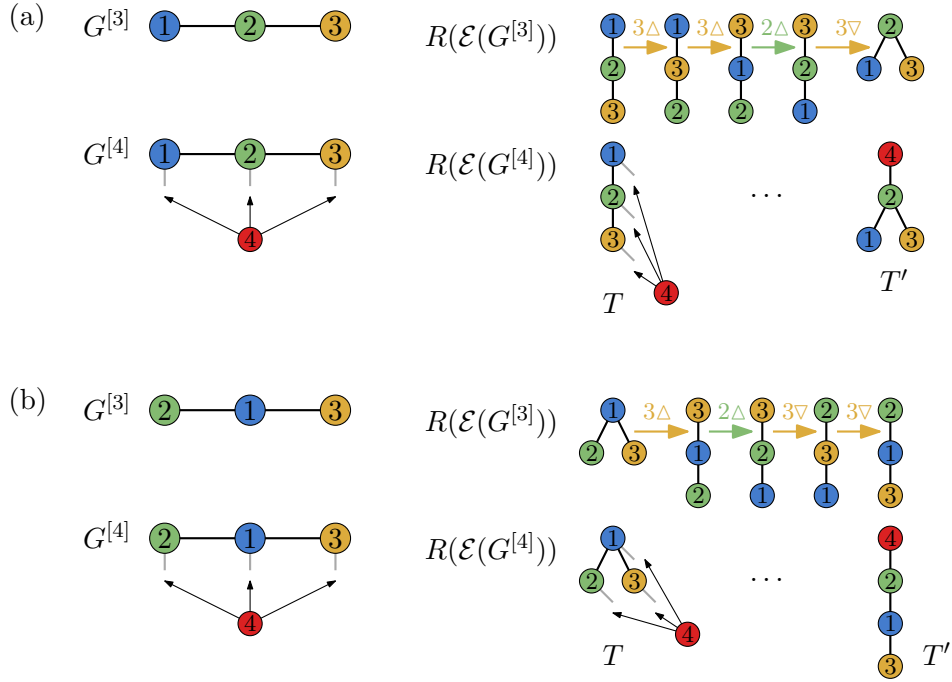 (a) G^{[3]} 1 2 3 R(ℰ(G^{[3]})) 1 3△ 1 3△ 3 2△ 3 3▽ 2
2 3 1 2 1 3
3 2 2 1
G^{[4]} 1 2 3 R(ℰ(G^{[4]})) 1 4
2 ... 2
3 1 3
4
4
T T′
(b) G^{[3]} 2 1 3 R(ℰ(G^{[3]})) 1 3△ 3 2△ 3 3▽ 2 3▽ 2
2 3 1 2 3 1
2 1 1 3
G^{[4]} 2 1 3 R(ℰ(G^{[4]})) 1 4
2 3 ... 2
4 4 1
T 3 T′